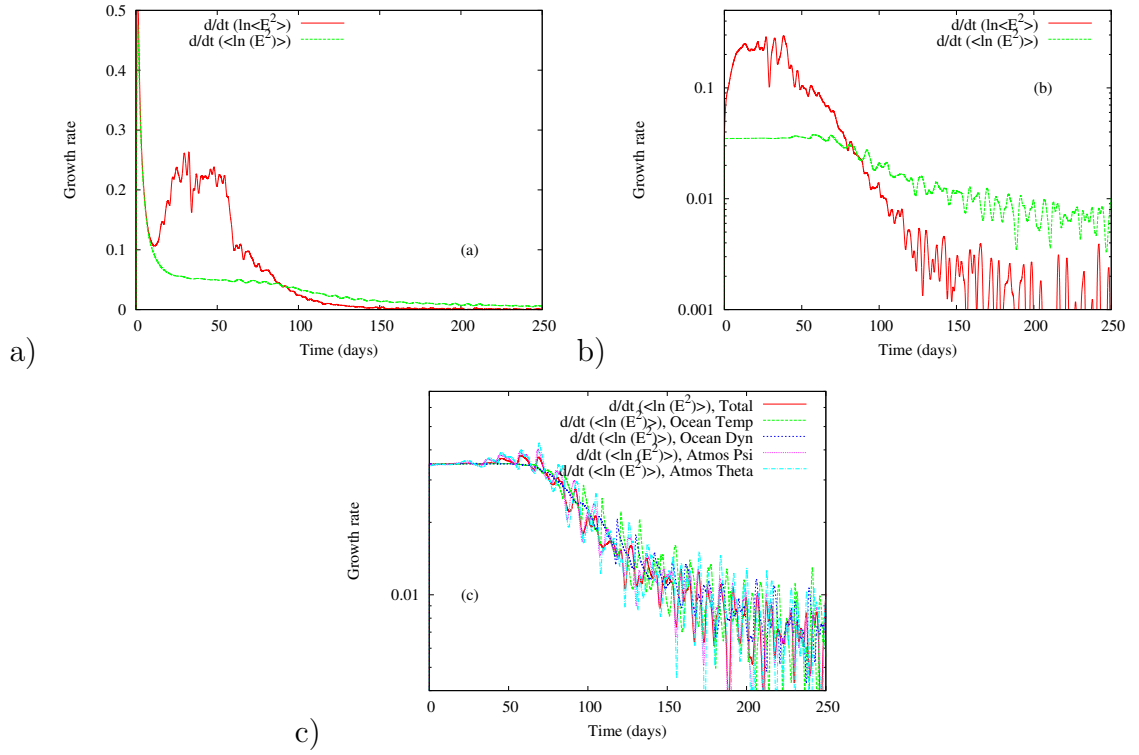 d/dt (ln<E²>)
d/dt (<ln (E²)>)
0.5
0.4
0.3
0.2
0.1
0
Growth rate
(a)
0 50 100 150 200 250
Time (days)
a)
d/dt (ln<E²>)
d/dt (<ln (E²)>)
0.1
0.01
0.001
Growth rate
(b)
0 50 100 150 200 250
Time (days)
b)
d/dt (<ln (E²)>), Total
d/dt (<ln (E²)>), Ocean Temp
d/dt (<ln (E²)>), Ocean Dyn
d/dt (<ln (E²)>), Atmos Psi
d/dt (<ln (E²)>), Atmos Theta
0.01
Growth rate
(c)
0 50 100 150 200 250
Time (days)
c)